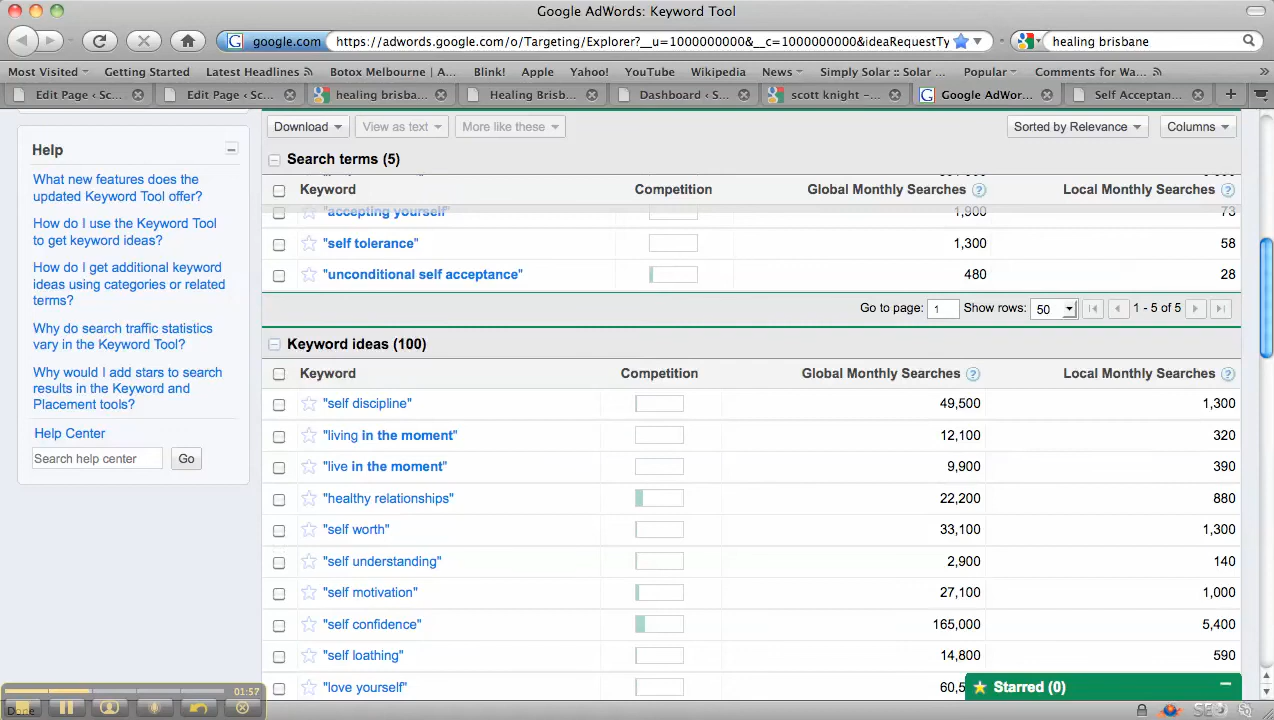 Google AdWords: Keyword Tool
google.com https://adwords.google.com/o/Targeting/Explorer?__u=1000000000&__c=1000000000&ideaRequestTy healing brisbane
Most Visited Getting Started Latest Headlines Botox Melbourne | A... Blink! Apple Yahoo! YouTube Wikipedia News Simply Solar :: Solar ... Popular Comments for Wa... »
Edit Page ‹ Sc... Edit Page ‹ Sc... healing brisba... Healing Brisb... Dashboard ‹ S... scott knight -... Google AdWor... Self Acceptan...
Download View as text More like these Sorted by Relevance Columns
Help
What new features does the
updated Keyword Tool offer?
How do I use the Keyword Tool
to get keyword ideas?
How do I get additional keyword
ideas using categories or related
terms?
Why do search traffic statistics
vary in the Keyword Tool?
Why would I add stars to search
results in the Keyword and
Placement tools?
Help Center
Search help center Go
Search terms (5)
Keyword Competition Global Monthly Searches ? Local Monthly Searches ?
"accepting yourself" 1,900 73
"self tolerance" 1,300 58
"unconditional self acceptance" 480 28
Go to page: 1 Show rows: 50 1 - 5 of 5
Keyword ideas (100)
Keyword Competition Global Monthly Searches ? Local Monthly Searches ?
"self discipline" 49,500 1,300
"living in the moment" 12,100 320
"live in the moment" 9,900 390
"healthy relationships" 22,200 880
"self worth" 33,100 1,300
"self understanding" 2,900 140
"self motivation" 27,100 1,000
"self confidence" 165,000 5,400
"self loathing" 14,800 590
"love yourself" 60,5
Starred (0)
01:57
Done